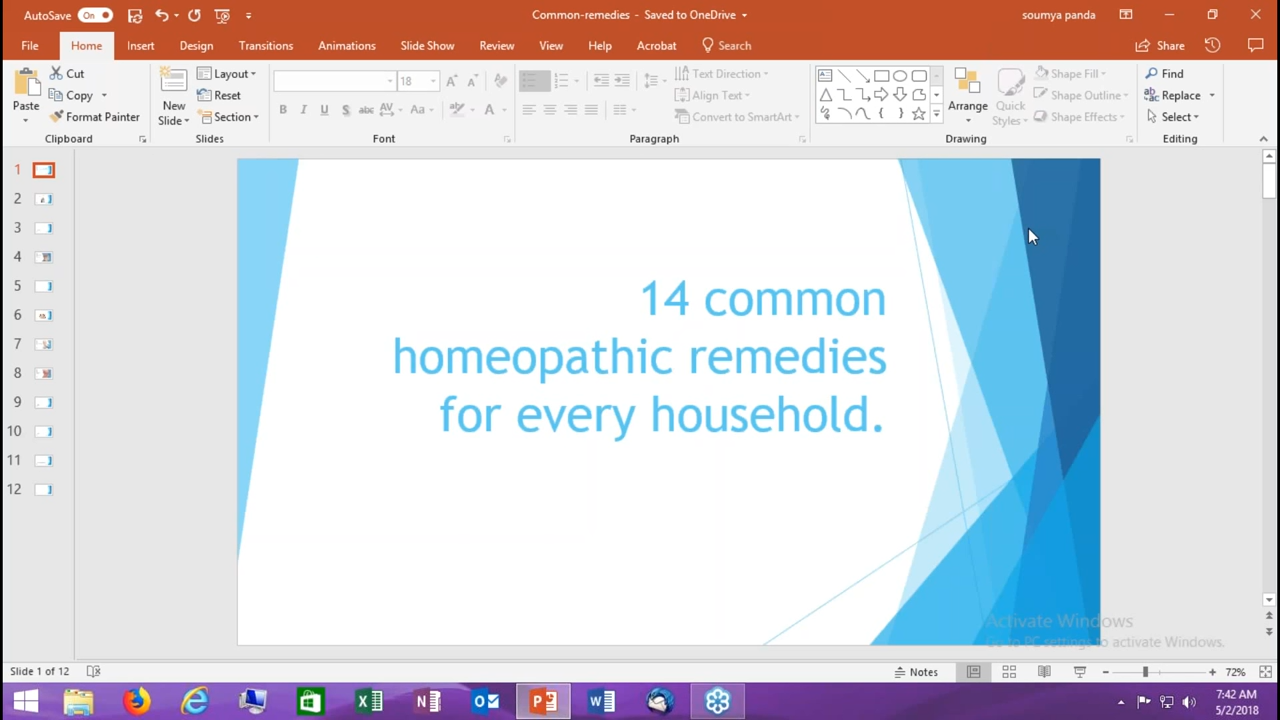 AutoSave On Common-remedies - Saved to OneDrive soumya panda
File Home Insert Design Transitions Animations Slide Show Review View Help Acrobat Search Share
Cut
Copy
Format Painter
Paste
Clipboard
New
Slide
Layout
Reset
Section
Slides
18
B I U S abc AV Aa A
Font
Text Direction
Align Text
Convert to SmartArt
Paragraph
Arrange
Quick
Styles
Shape Fill
Shape Outline
Shape Effects
Drawing
Find
Replace
Select
Editing
1
2
3
4
5
6
7
8
9
10
11
12
14 common
homeopathic remedies
for every household.
Activate Windows
Go to PC settings to activate Windows.
Slide 1 of 12 Notes 72%
7:42 AM
5/2/2018